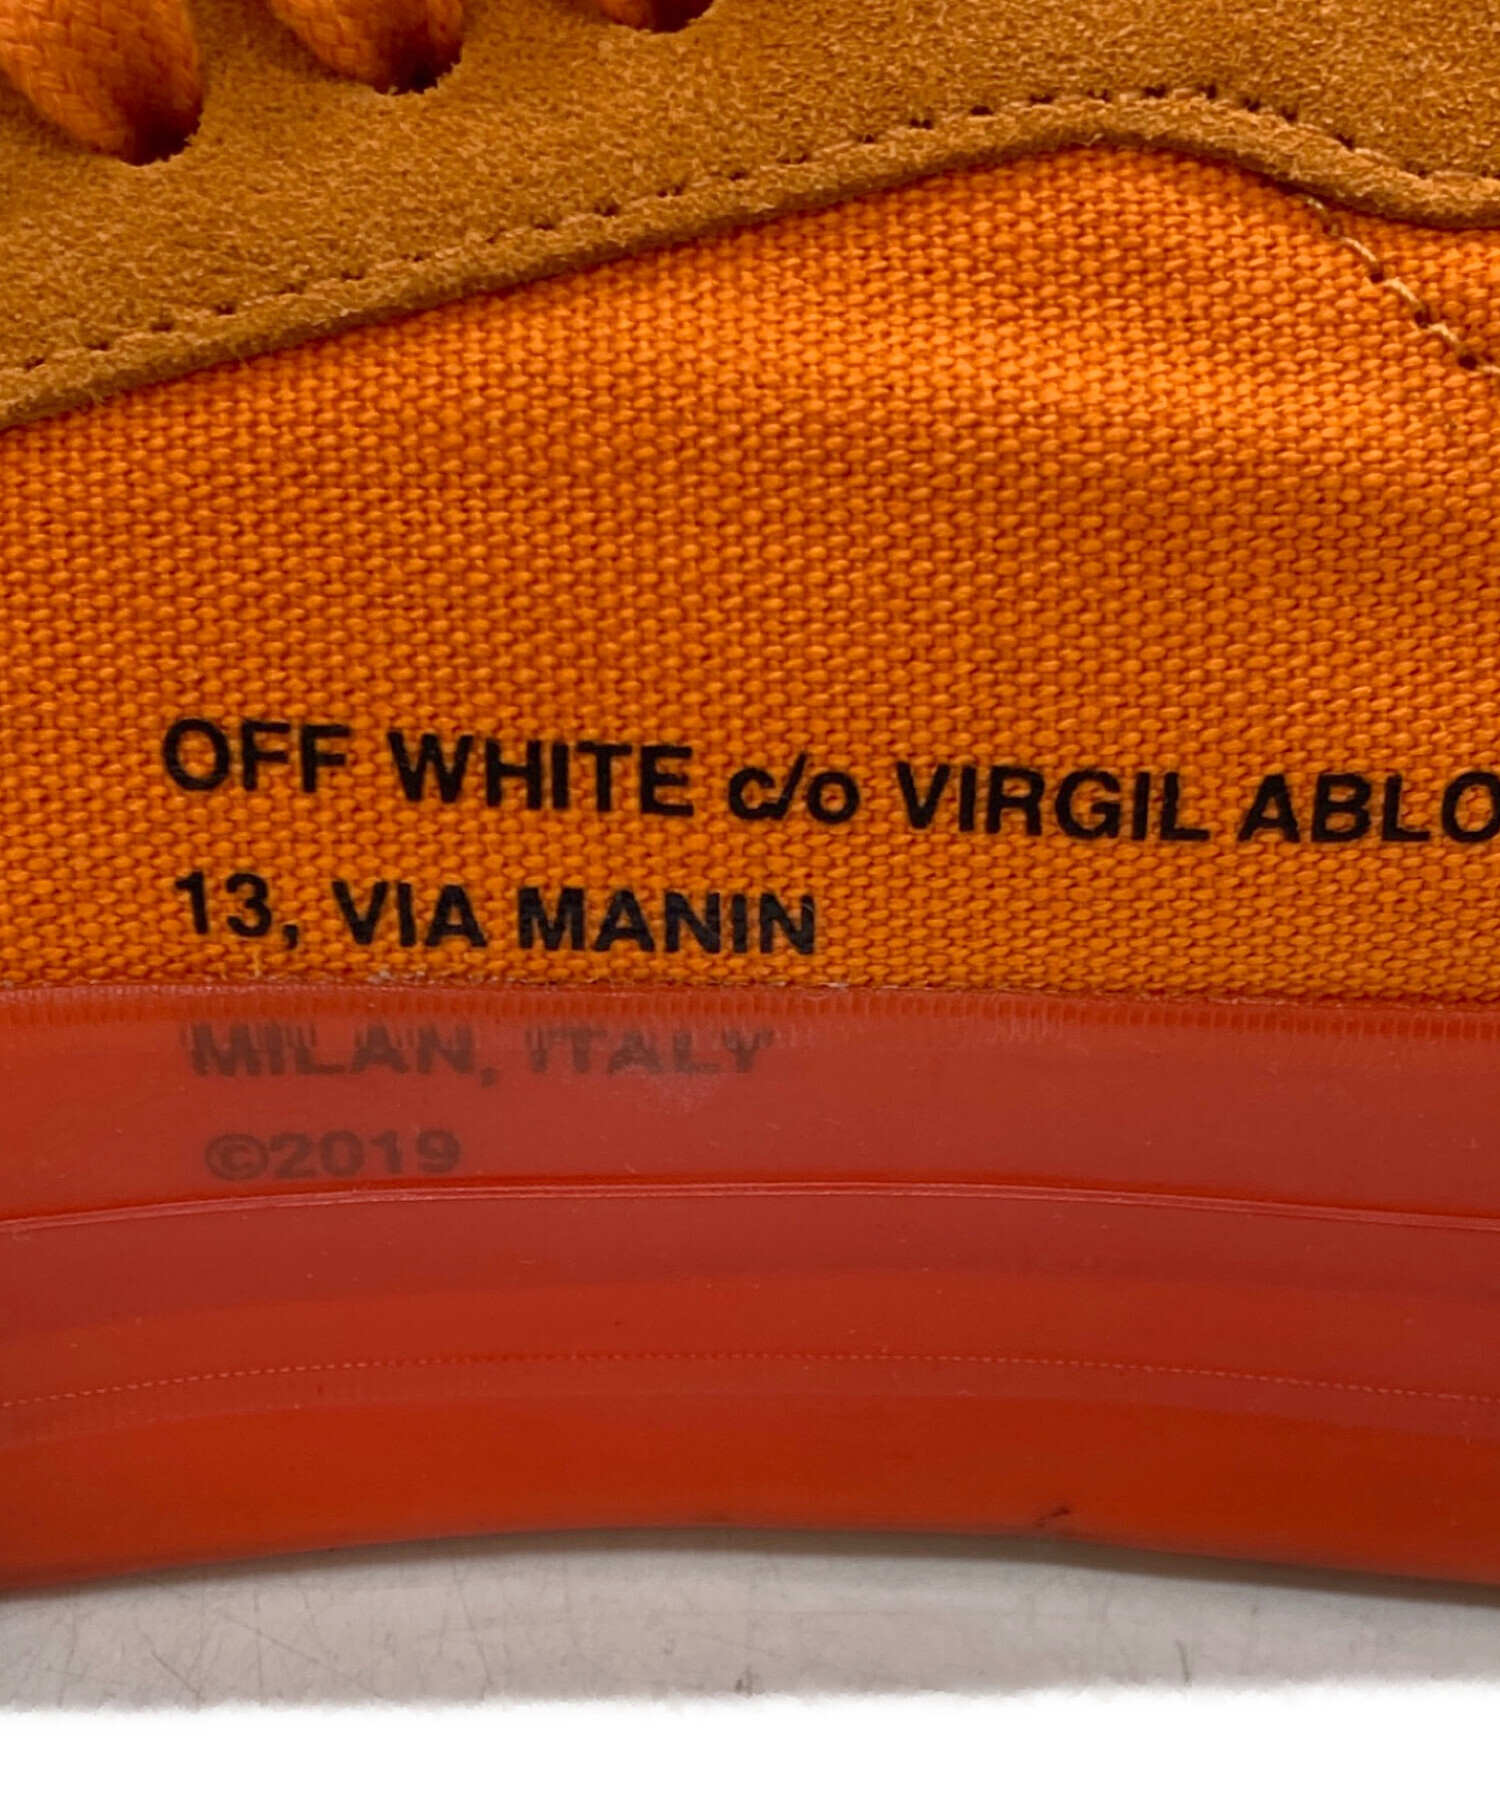 OFF WHITE c/o VIRGIL ABLO
13, VIA MANIN
MILAN, ITALY
©2019